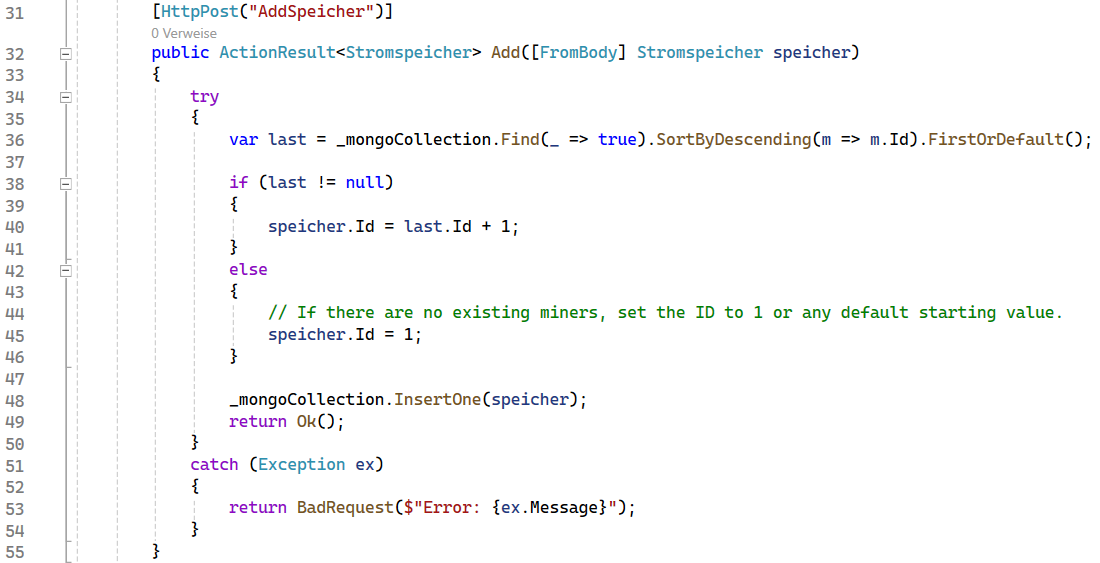 31 [HttpPost("AddSpeicher")]
0 Verweise
32 public ActionResult<Stromspeicher> Add([FromBody] Stromspeicher speicher)
33 {
34 try
35 {
36 var last = _mongoCollection.Find(_ => true).SortByDescending(m => m.Id).FirstOrDefault();
37
38 if (last != null)
39 {
40 speicher.Id = last.Id + 1;
41 }
42 else
43 {
44 // If there are no existing miners, set the ID to 1 or any default starting value.
45 speicher.Id = 1;
46 }
47
48 _mongoCollection.InsertOne(speicher);
49 return Ok();
50 }
51 catch (Exception ex)
52 {
53 return BadRequest($"Error: {ex.Message}");
54 }
55 }